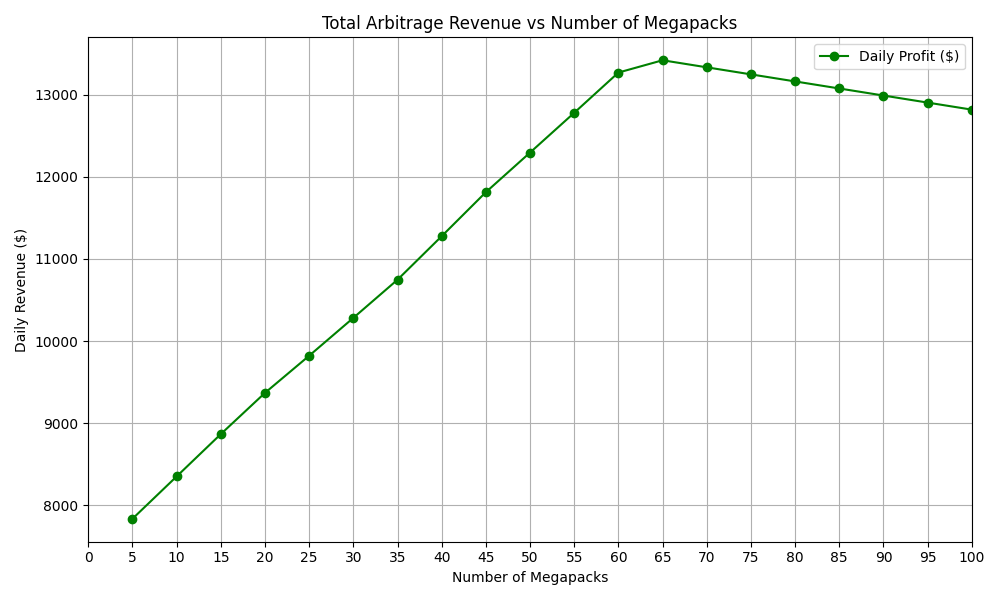 Total Arbitrage Revenue vs Number of Megapacks
Daily Profit ($)
Daily Revenue ($)
13000
12000
11000
10000
9000
8000
0 5 10 15 20 25 30 35 40 45 50 55 60 65 70 75 80 85 90 95 100
Number of Megapacks